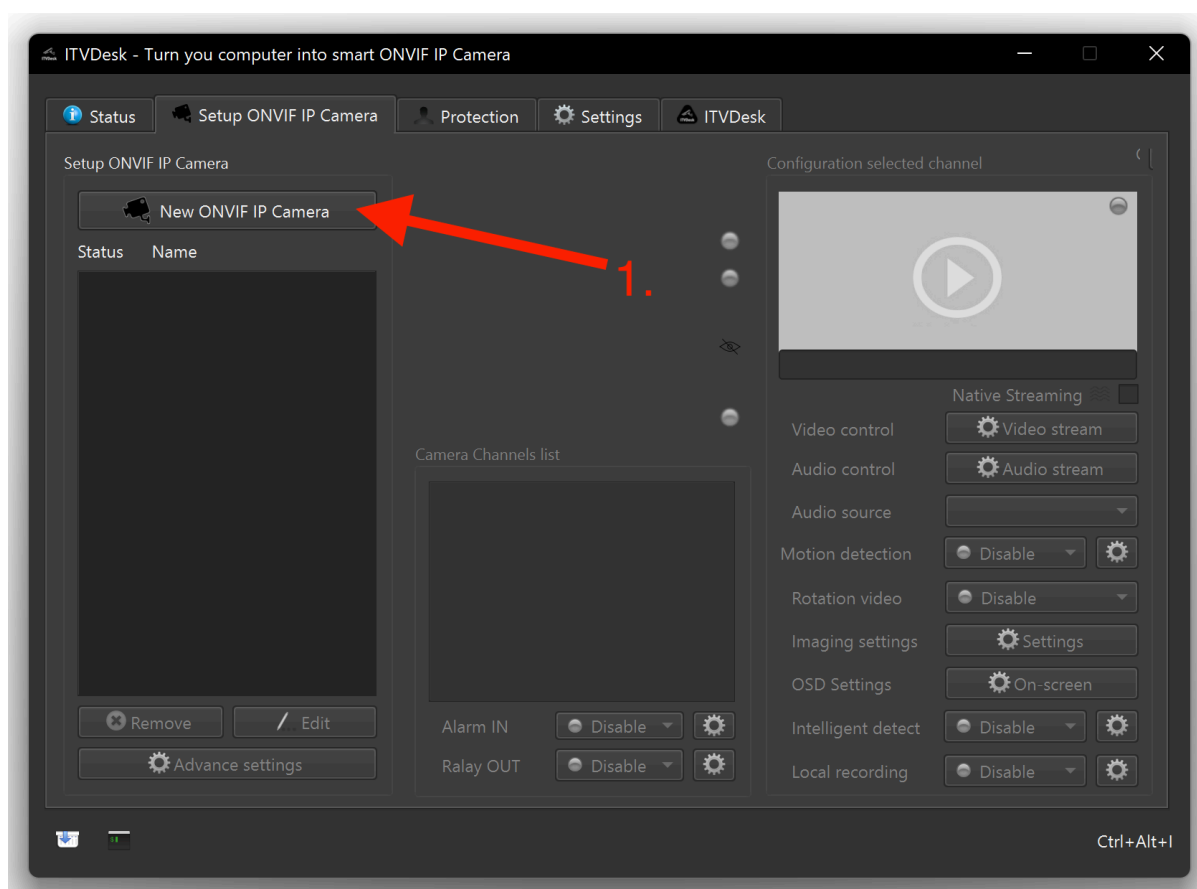 ITVDesk - Turn you computer into smart ONVIF IP Camera
Status
Setup ONVIF IP Camera
Protection
Settings
ITVDesk
Setup ONVIF IP Camera
New ONVIF IP Camera
Status Name
Remove
Edit
Advance settings
1.
Camera Channels list
Alarm IN Disable
Ralay OUT Disable
Configuration selected channel
Native Streaming
Video control Video stream
Audio control Audio stream
Audio source
Motion detection Disable
Rotation video Disable
Imaging settings Settings
OSD Settings On-screen
Intelligent detect Disable
Local recording Disable
Ctrl+Alt+I